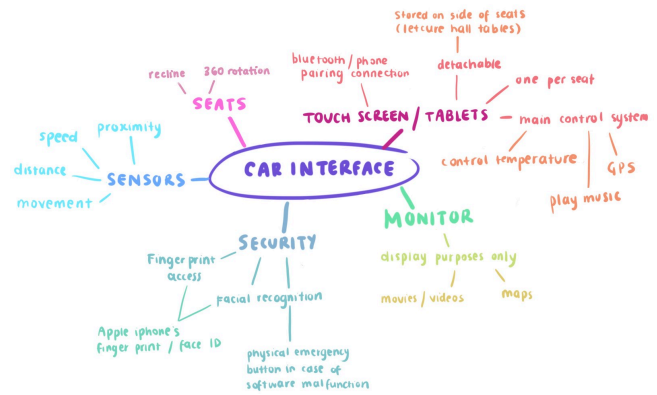 Stored on side of seats
(letcure hall tables)
detachable
one per seat
bluetooth/phone
pairing connection
TOUCH SCREEN / TABLETS
main control system
control temperature
GPS
play music
recline
360 rotation
SEATS
speed
proximity
distance
movement
SENSORS
CAR INTERFACE
MONITOR
display purposes only
movies / videos
maps
SECURITY
Finger print
access
facial recognition
Apple iphone's
finger print / face ID
physical emergency
button in case of
software malfunction